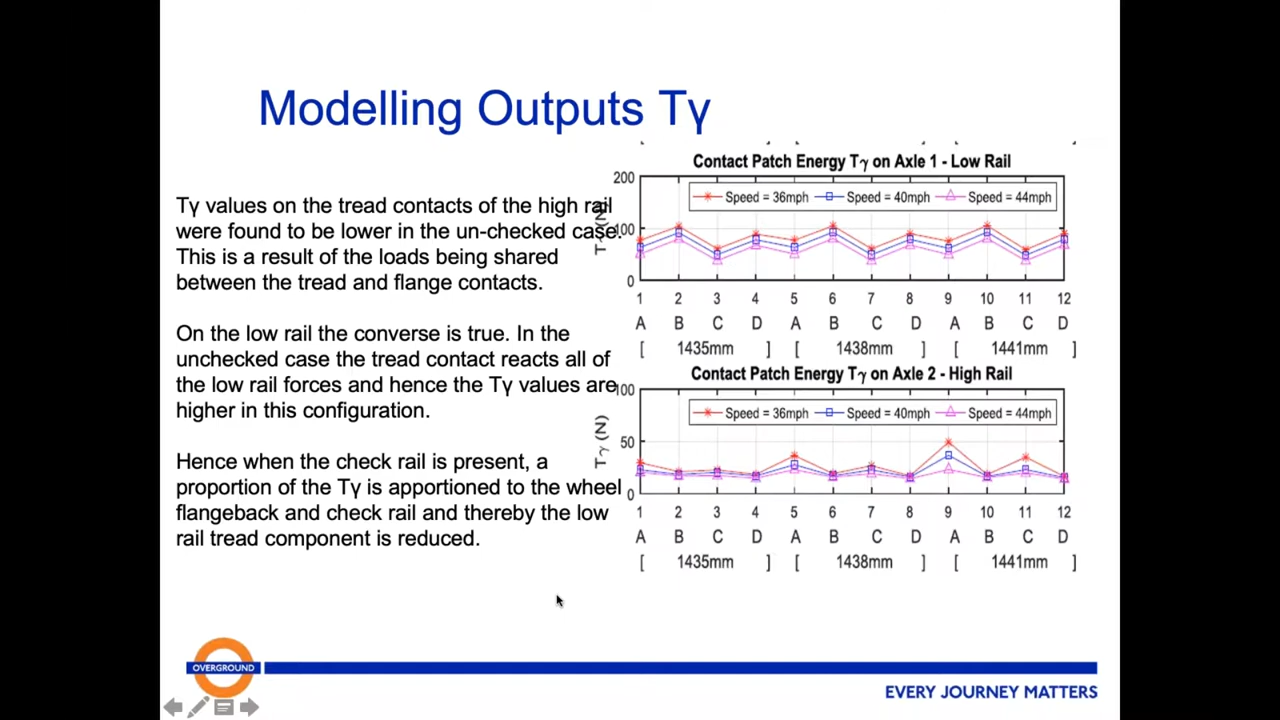 Modelling Outputs Tγ
Tγ values on the tread contacts of the high rail
were found to be lower in the un-checked case.
This is a result of the loads being shared
between the tread and flange contacts.
On the low rail the converse is true. In the
unchecked case the tread contact reacts all of
the low rail forces and hence the Tγ values are
higher in this configuration.
Hence when the check rail is present, a
proportion of the Tγ is apportioned to the wheel
flangeback and check rail and thereby the low
rail tread component is reduced.
Contact Patch Energy Tγ on Axle 1 - Low Rail
200
Speed = 36mph Speed = 40mph Speed = 44mph
100
Tγ (N)
0
1 2 3 4 5 6 7 8 9 10 11 12
A B C D A B C D A B C D
[ 1435mm ] [ 1438mm ] [ 1441mm ]
Contact Patch Energy Tγ on Axle 2 - High Rail
100
Speed = 36mph Speed = 40mph Speed = 44mph
50
Tγ (N)
0
1 2 3 4 5 6 7 8 9 10 11 12
A B C D A B C D A B C D
[ 1435mm ] [ 1438mm ] [ 1441mm ]
OVERGROUND
EVERY JOURNEY MATTERS